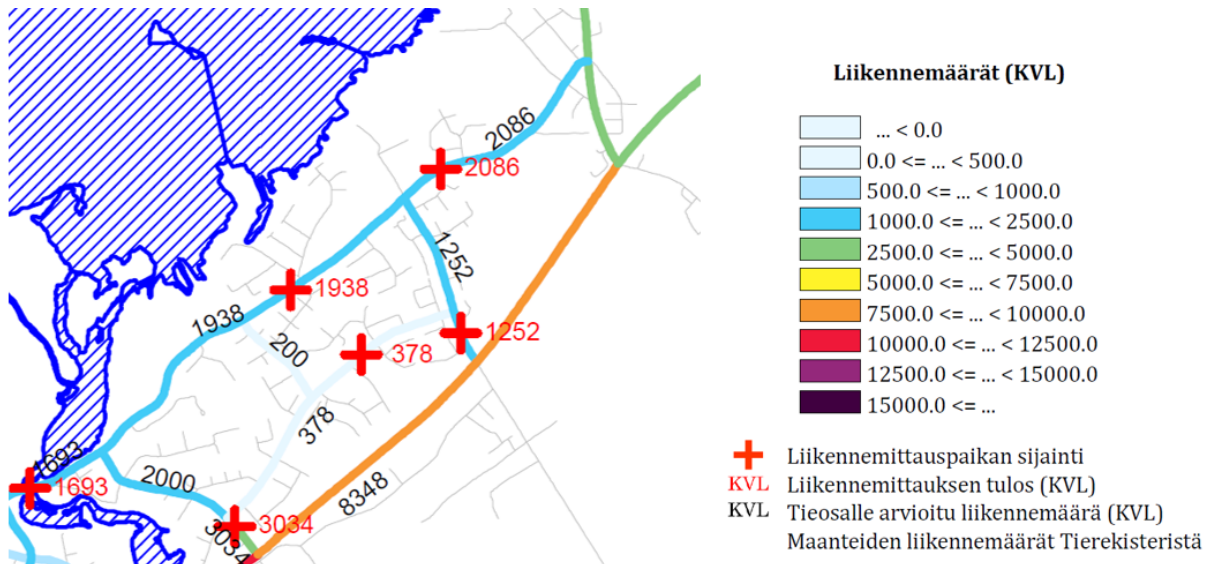 2086
2086
1252
1938
1938
1252
200
378
378
1693
1693
2000
8348
3034
3034
Liikennemäärät (KVL)
... < 0.0
0.0 <= ... < 500.0
500.0 <= ... < 1000.0
1000.0 <= ... < 2500.0
2500.0 <= ... < 5000.0
5000.0 <= ... < 7500.0
7500.0 <= ... < 10000.0
10000.0 <= ... < 12500.0
12500.0 <= ... < 15000.0
15000.0 <= ...
Liikennemittauspaikan sijainti
KVL Liikennemittauksen tulos (KVL)
KVL Tieosalle arvioitu liikennemäärä (KVL)
Maanteiden liikennemäärät Tierekisteristä